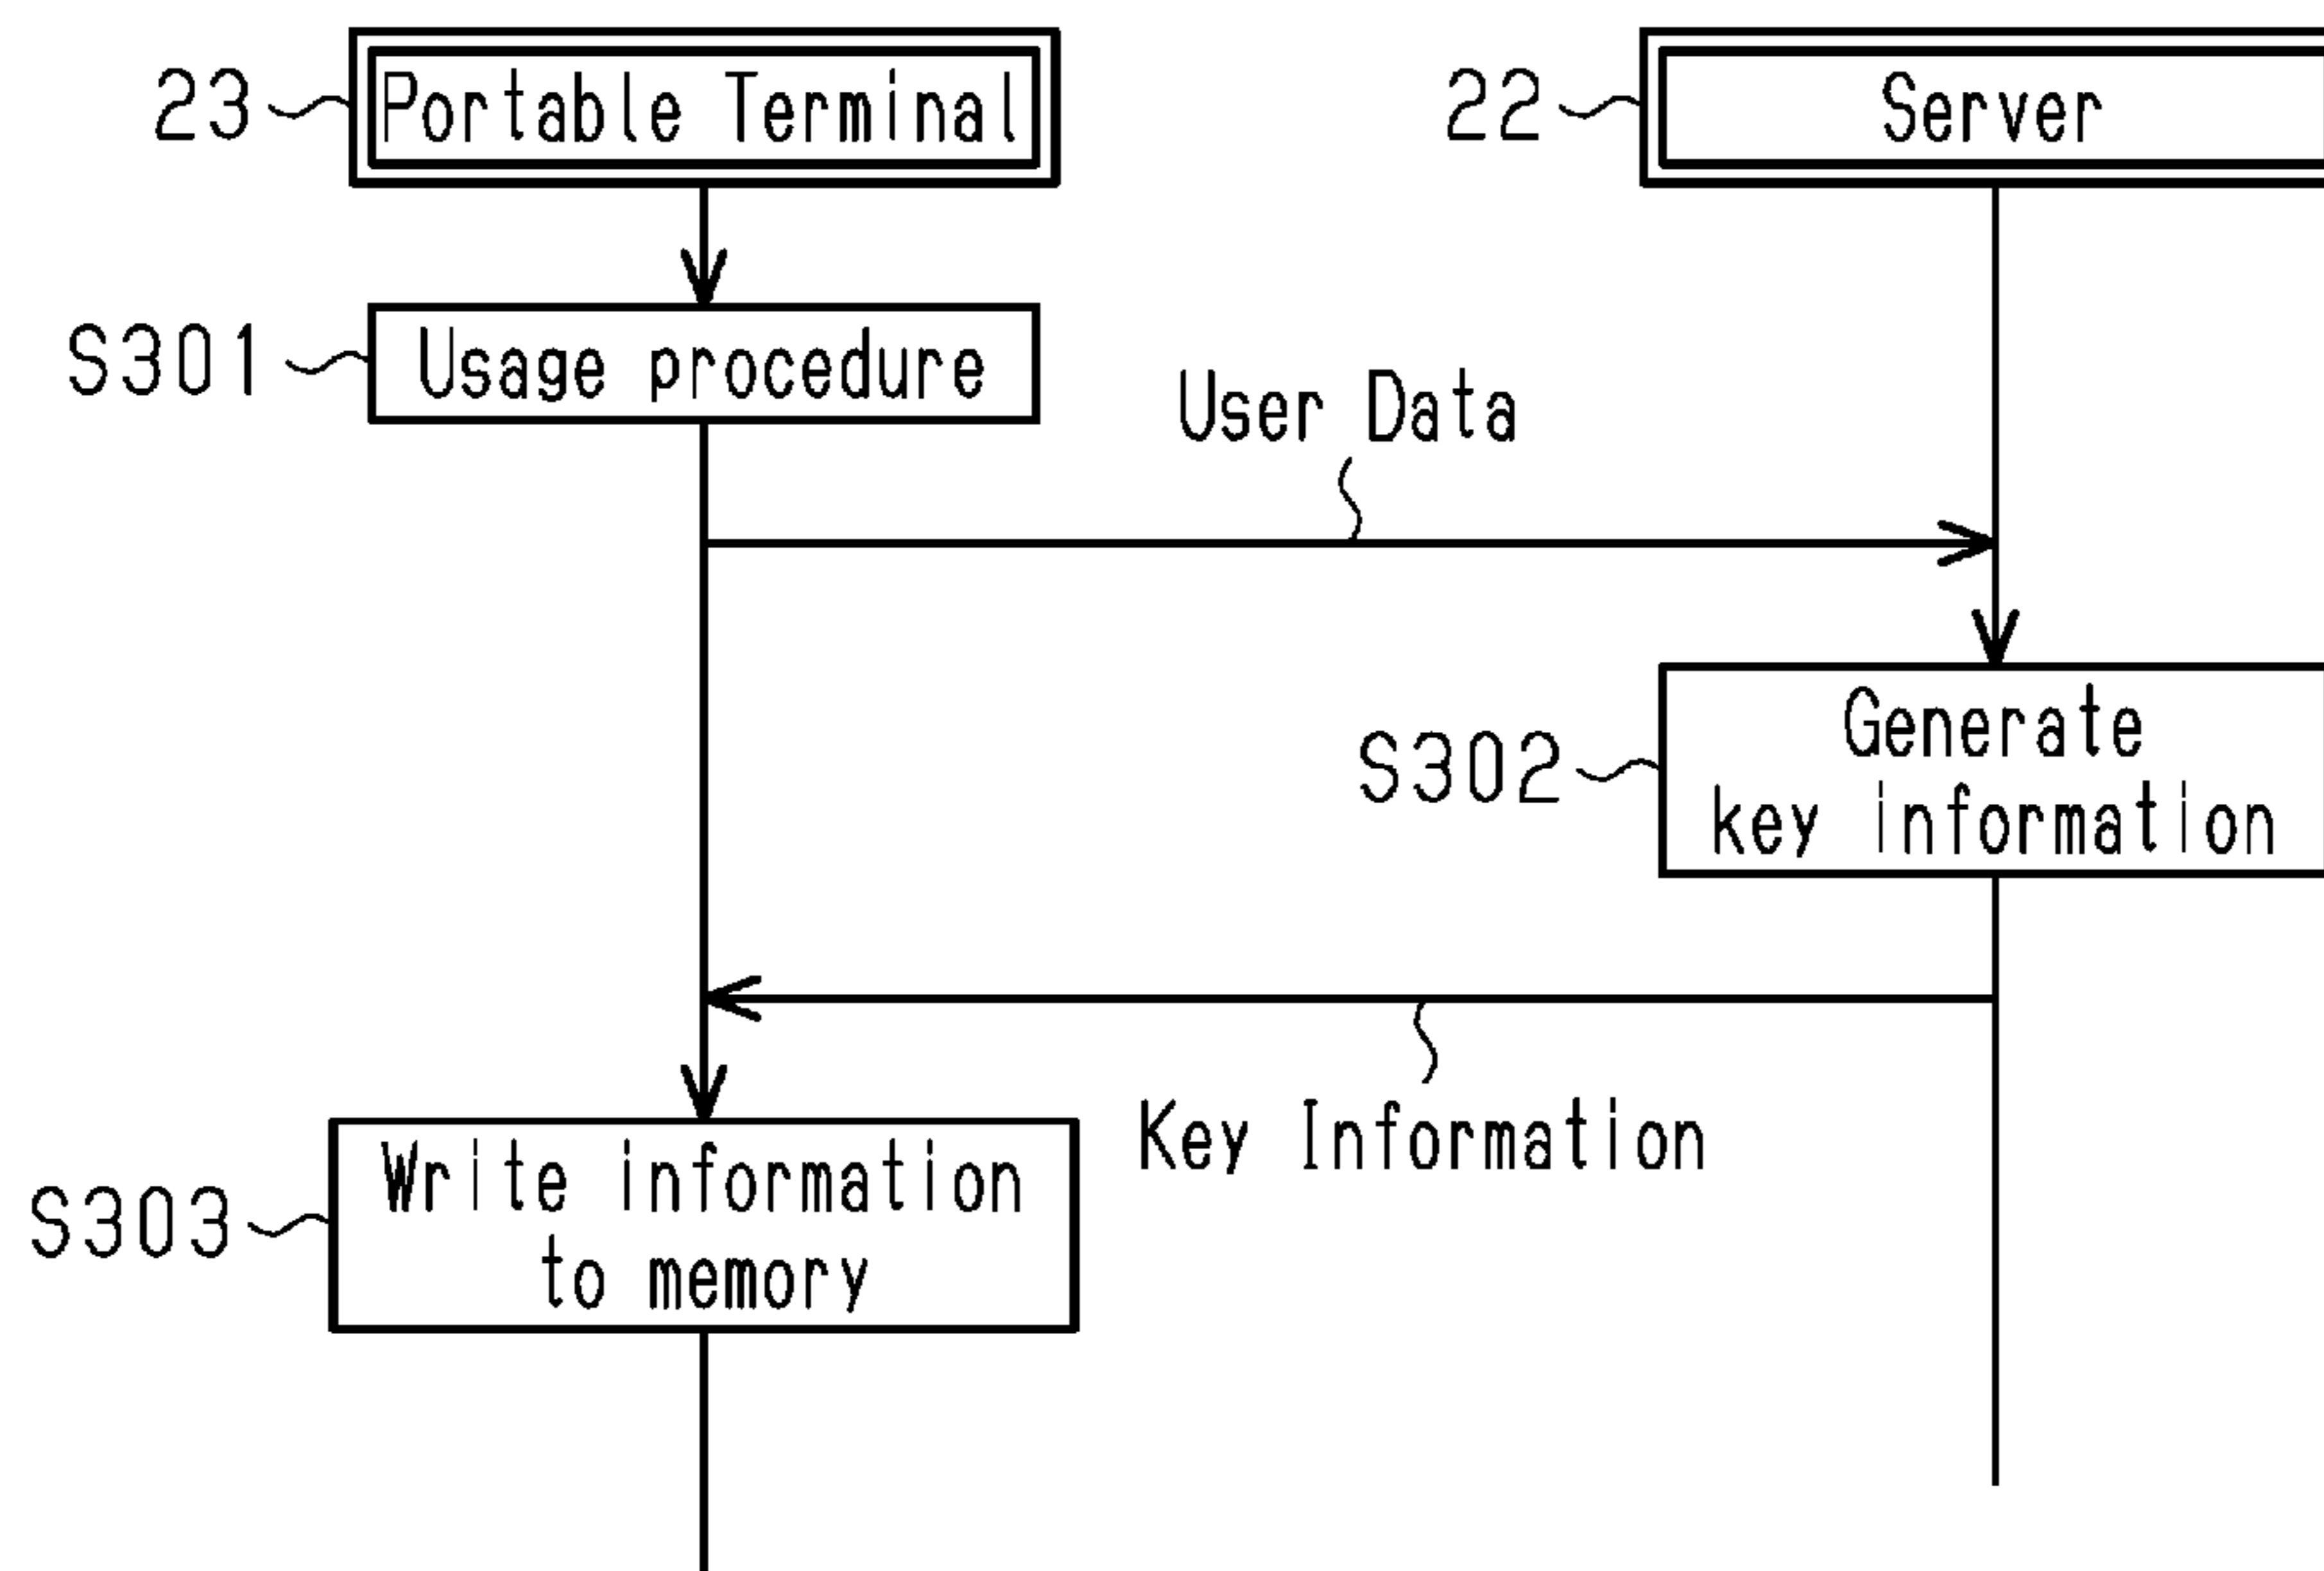 23 Portable Terminal
22 Server
S301 Usage procedure
User Data
S302
Generate
key information
Key Information
S303
Write information
to memory